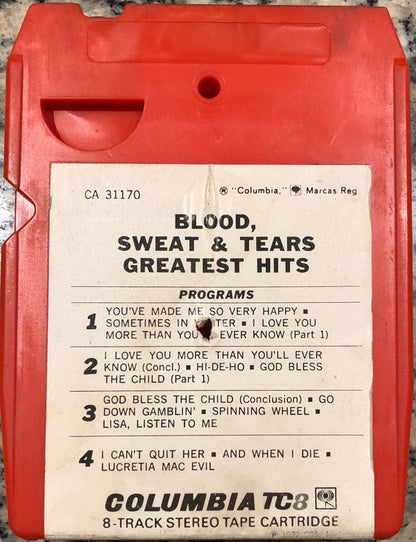 CA 31170
® "Columbia," Marcas Reg
BLOOD,
SWEAT & TEARS
GREATEST HITS
PROGRAMS
1 YOU'VE MADE ME SO VERY HAPPY ▪
SOMETIMES IN ▪ I LOVE YOU
MORE THAN EVER KNOW (Part 1)
2 I LOVE YOU MORE THAN YOU'LL EVER
KNOW (Concl.) ▪ HI-DE-HO ▪ GOD BLESS
THE CHILD (Part 1)
3 GOD BLESS THE CHILD (Conclusion) ▪ GO
DOWN GAMBLIN' ▪ SPINNING WHEEL ▪
LISA, LISTEN TO ME
4 I CAN'T QUIT HER ▪ AND WHEN I DIE ▪
LUCRETIA MAC EVIL
COLUMBIA TC8
8-TRACK STEREO TAPE CARTRIDGE